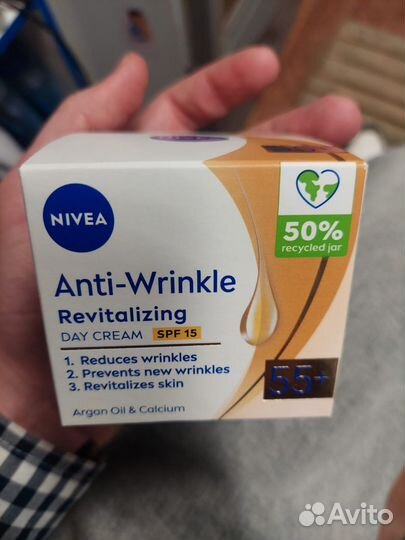 NIVEA
50%
recycled jar
Anti-Wrinkle
Revitalizing
DAY CREAM SPF 15
1. Reduces wrinkles
2. Prevents new wrinkles
3. Revitalizes skin
55+
Argan Oil & Calcium
Avito